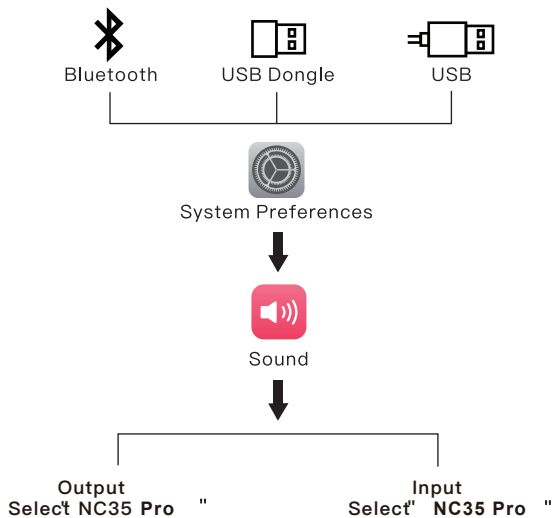 Bluetooth
USB Dongle
USB
System Preferences
Sound
Output
Select" NC35 Pro "
Input
Select" NC35 Pro "